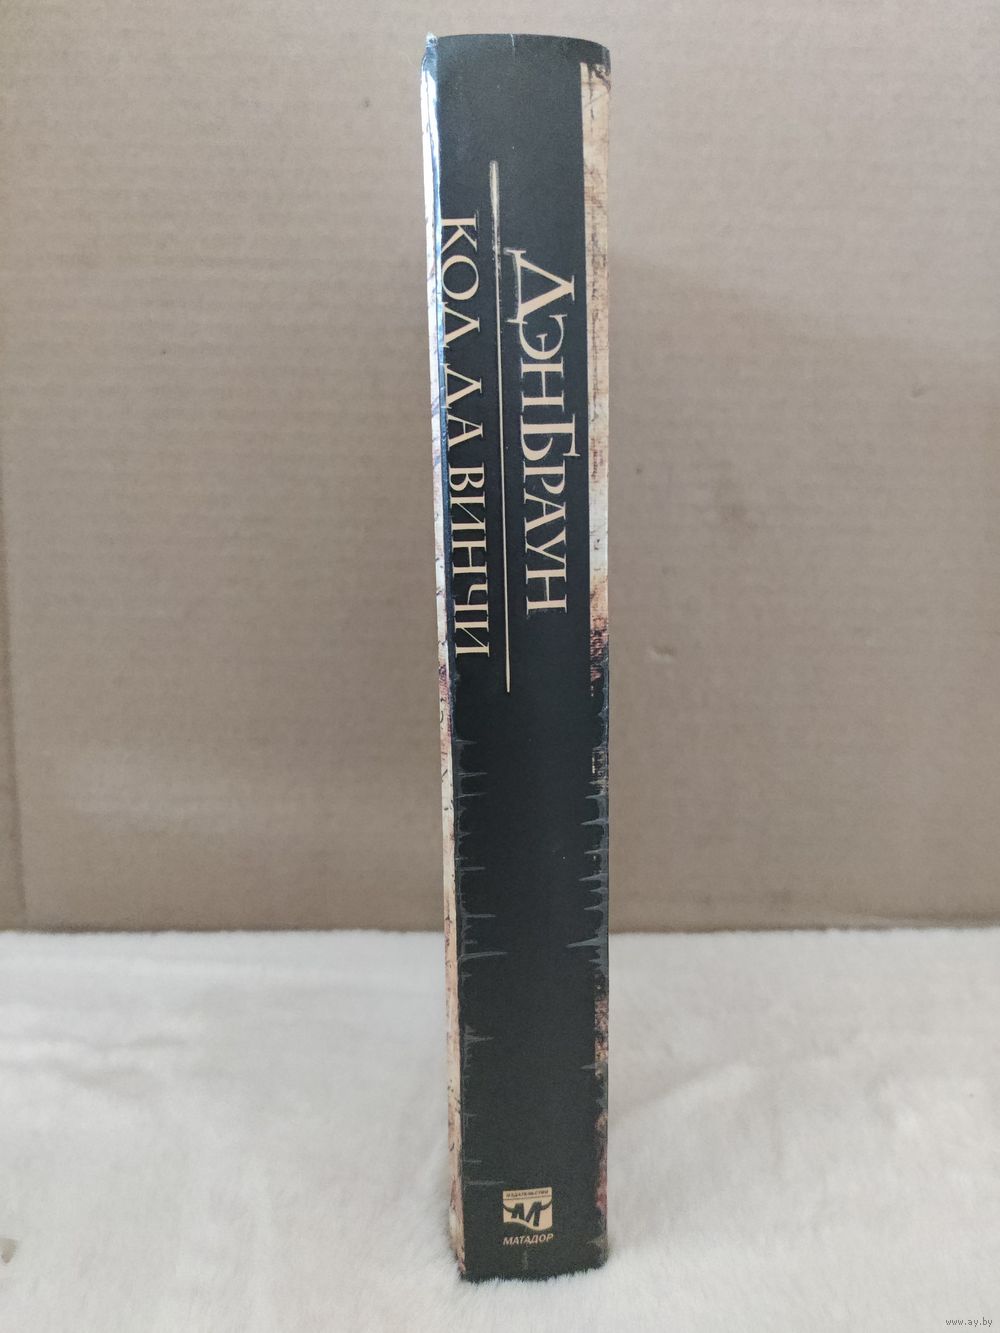 ДЭН БРАУН
КОД ДА ВИНЧИ
ИЗДАТЕЛЬСТВО
М
МАТАДОР
www.ay.by